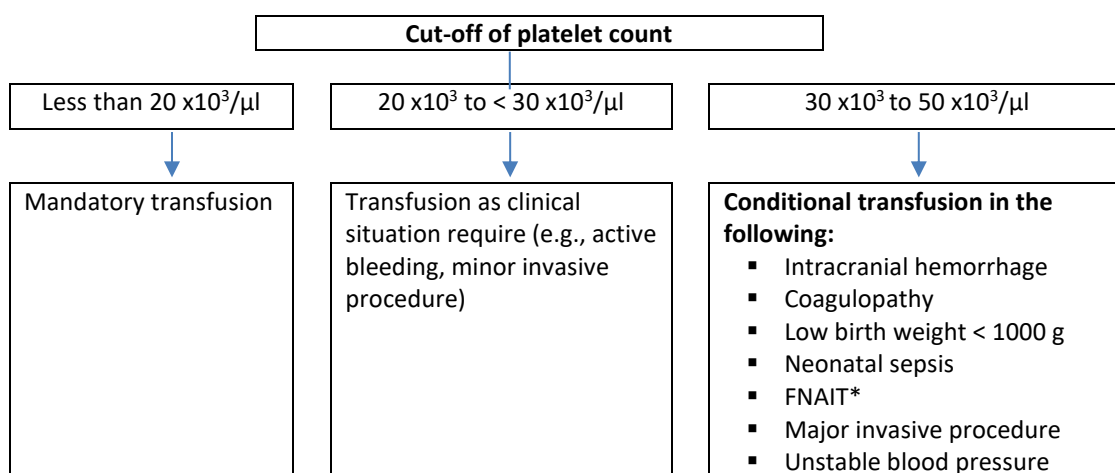 Cut-off of platelet count
Less than 20 x10³/µl
20 x10³ to < 30 x10³/µl
30 x10³ to 50 x10³/µl
Mandatory transfusion
Transfusion as clinical
situation require (e.g., active
bleeding, minor invasive
procedure)
Conditional transfusion in the
following:
▪ Intracranial hemorrhage
▪ Coagulopathy
▪ Low birth weight < 1000 g
▪ Neonatal sepsis
▪ FNAIT*
▪ Major invasive procedure
▪ Unstable blood pressure